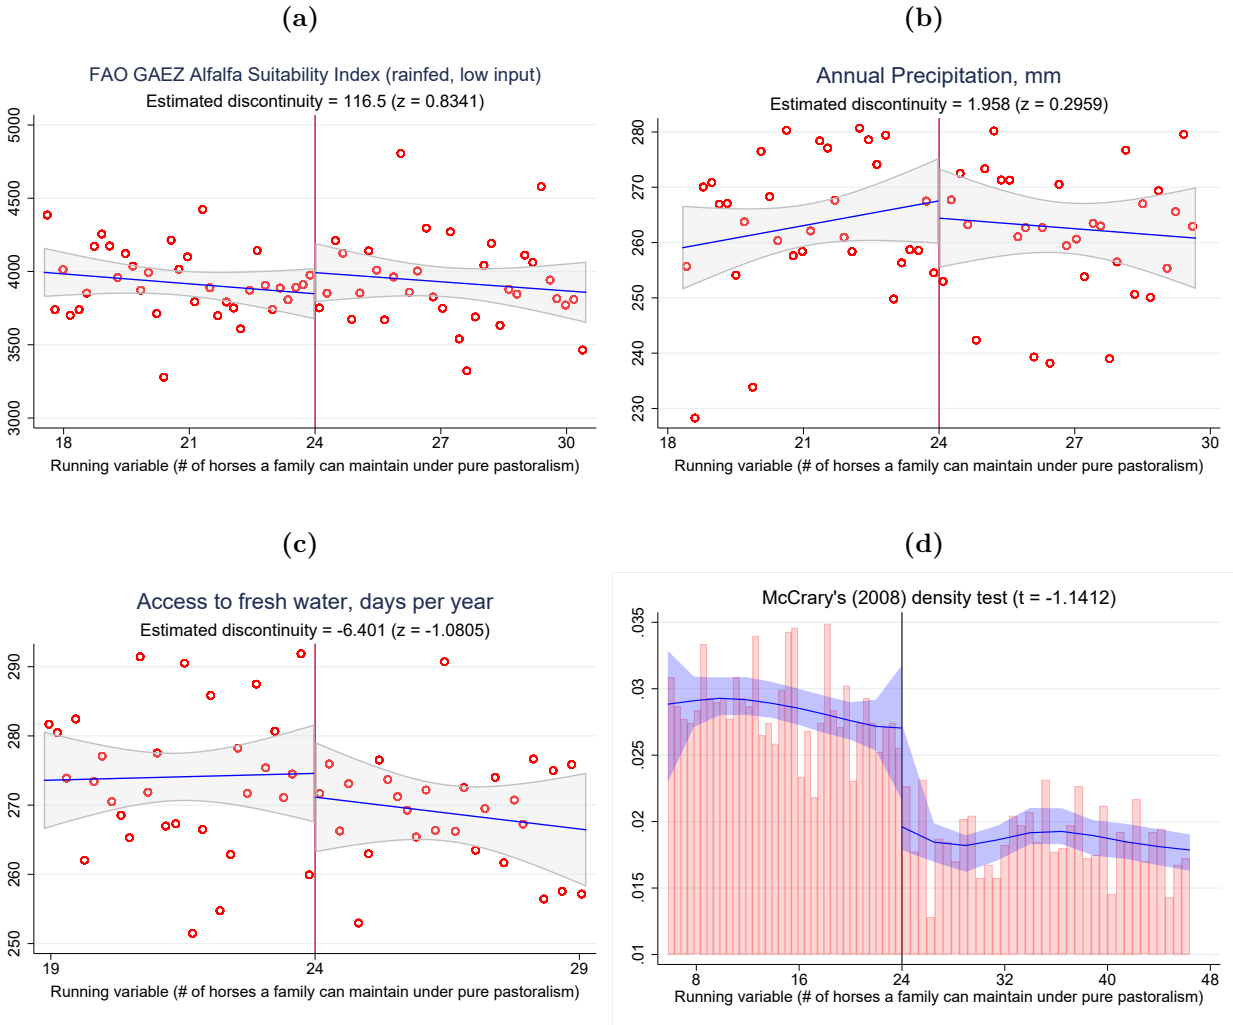 (a)
FAO GAEZ Alfalfa Suitability Index (rainfed, low input)
Estimated discontinuity = 116.5 (z = 0.8341)
5000
4500
4000
3500
3000
18 21 24 27 30
Running variable (# of horses a family can maintain under pure pastoralism)
(b)
Annual Precipitation, mm
Estimated discontinuity = 1.958 (z = 0.2959)
280
270
260
250
240
230
18 21 24 27 30
Running variable (# of horses a family can maintain under pure pastoralism)
(c)
Access to fresh water, days per year
Estimated discontinuity = -6.401 (z = -1.0805)
290
280
270
260
250
19 24 29
Running variable (# of horses a family can maintain under pure pastoralism)
(d)
McCrary's (2008) density test (t = -1.1412)
.035
.03
.025
.02
.015
.01
8 16 24 32 40 48
Running variable (# of horses a family can maintain under pure pastoralism)